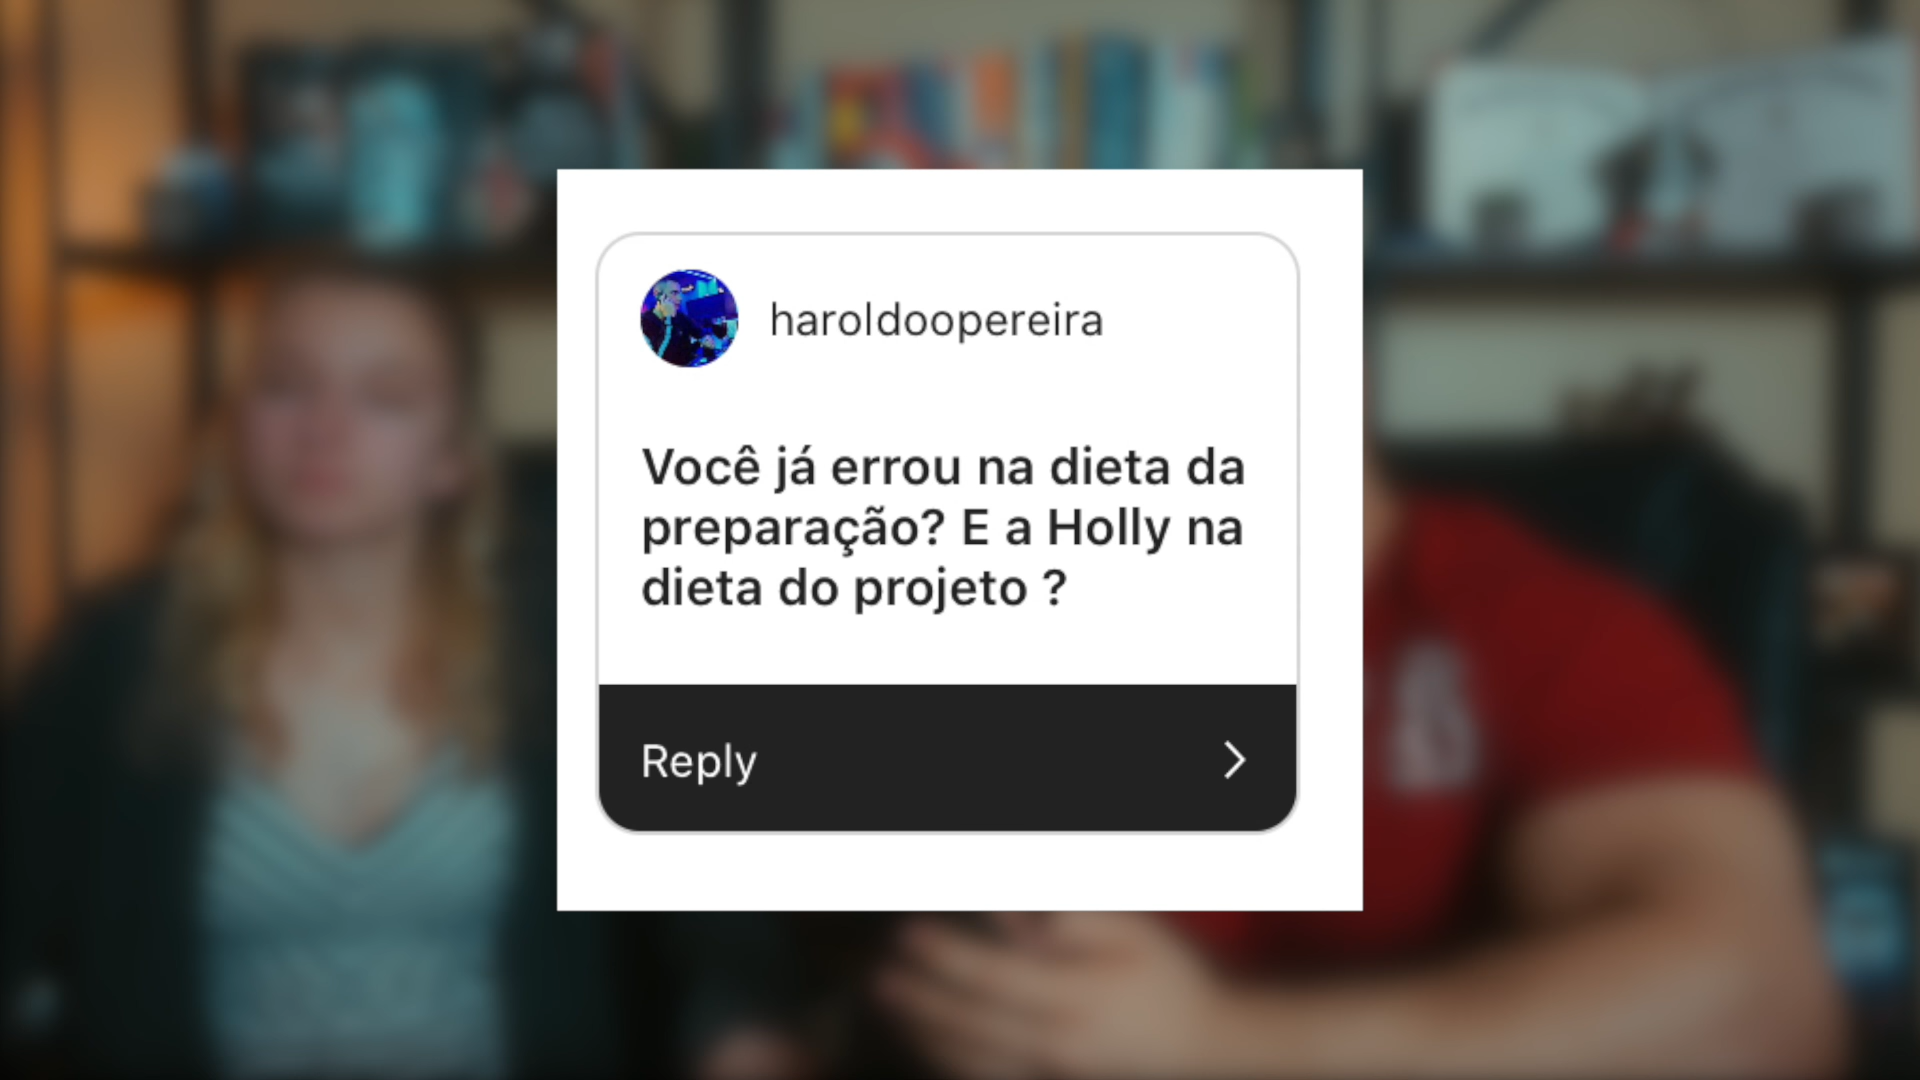 haroldoopereira
Você já errou na dieta da
preparação? E a Holly na
dieta do projeto ?
Reply